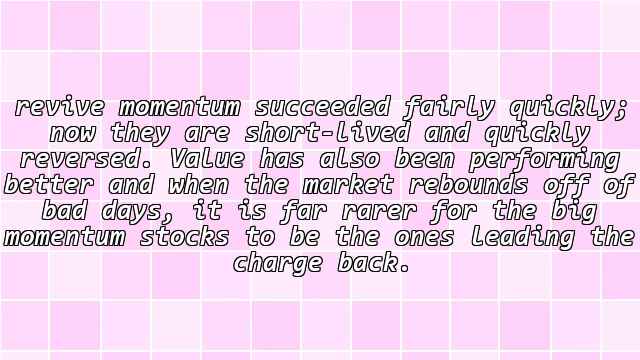 revive momentum succeeded fairly quickly;
now they are short-lived and quickly
reversed. Value has also been performing
better and when the market rebounds off of
bad days, it is far rarer for the big
momentum stocks to be the ones leading the
charge back.